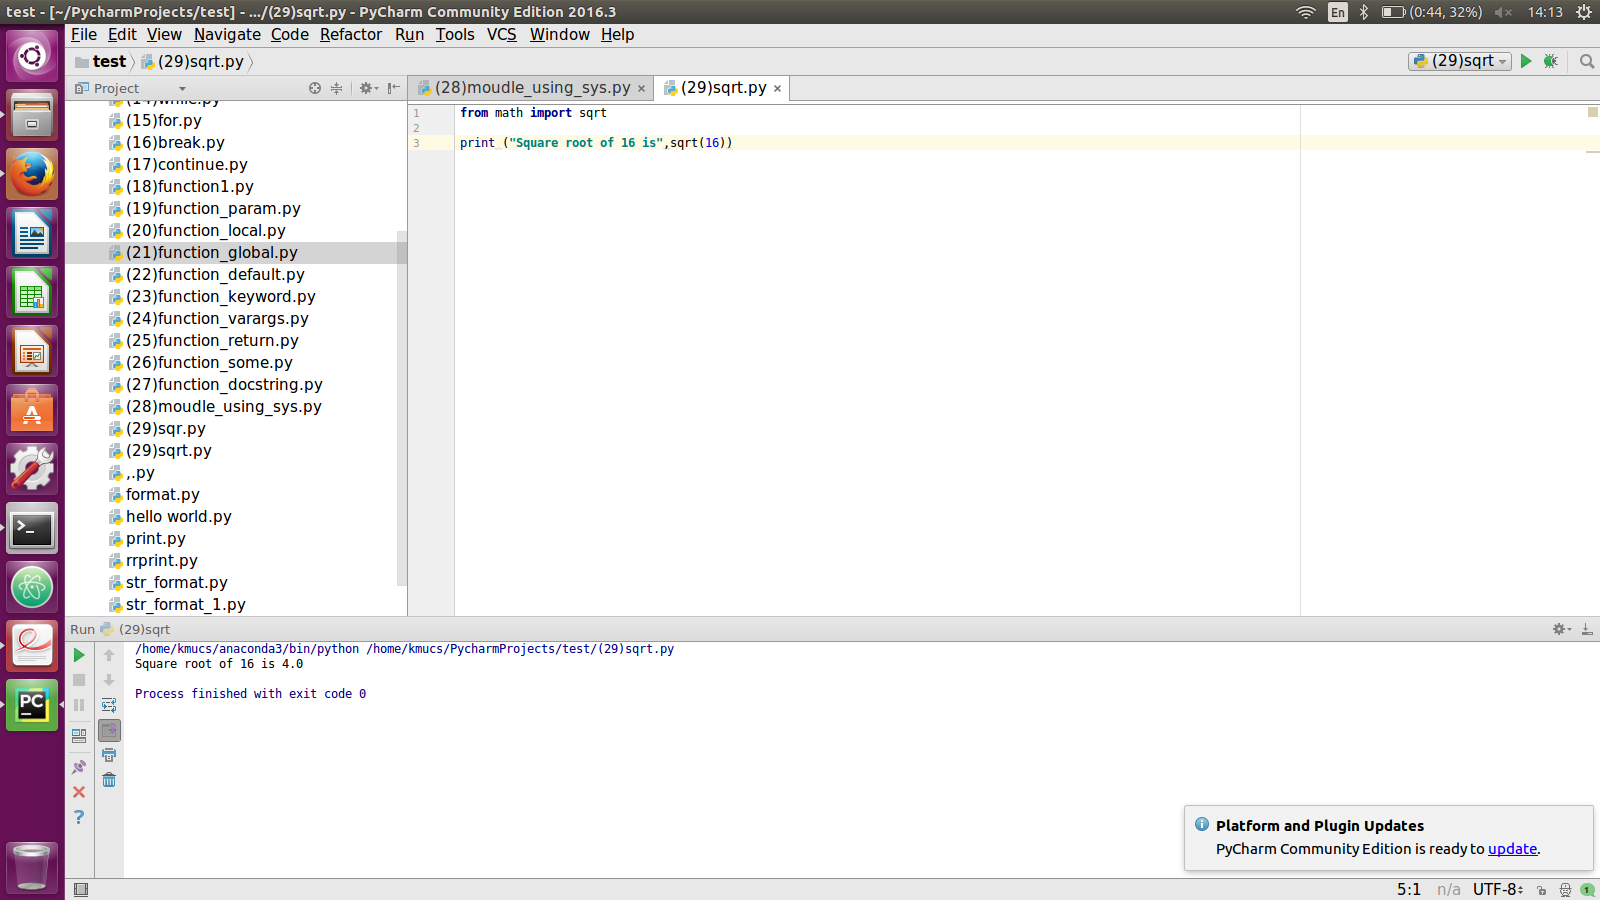 test - [~/PycharmProjects/test] - .../(29)sqrt.py - PyCharm Community Edition 2016.3
En
(0:44, 32%)
14:13
File Edit View Navigate Code Refactor Run Tools VCS Window Help
test
(29)sqrt.py
(29)sqrt
Project
(28)moudle_using_sys.py ×
(29)sqrt.py ×
(14)while.py
(15)for.py
(16)break.py
(17)continue.py
(18)function1.py
(19)function_param.py
(20)function_local.py
(21)function_global.py
(22)function_default.py
(23)function_keyword.py
(24)function_varargs.py
(25)function_return.py
(26)function_some.py
(27)function_docstring.py
(28)moudle_using_sys.py
(29)sqr.py
(29)sqrt.py
,.py
format.py
hello world.py
print.py
rrprint.py
str_format.py
str_format_1.py
1 from math import sqrt
2
3 print ("Square root of 16 is",sqrt(16))
Run (29)sqrt
/home/kmucs/anaconda3/bin/python /home/kmucs/PycharmProjects/test/(29)sqrt.py
Square root of 16 is 4.0
Process finished with exit code 0
PC
Platform and Plugin Updates
PyCharm Community Edition is ready to update.
5:1 n/a UTF-8
1